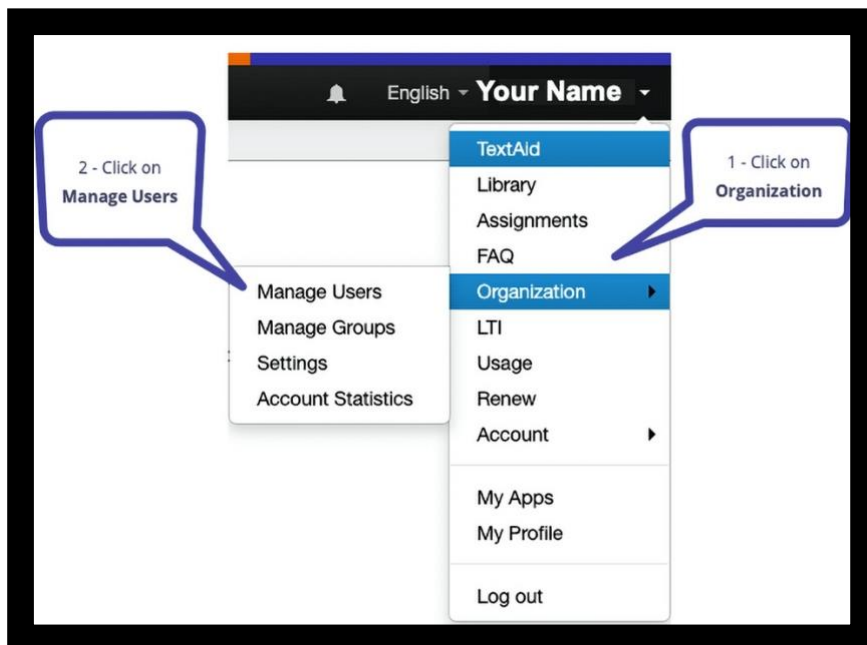 English Your Name
2 - Click on
Manage Users
1 - Click on
Organization
TextAid
Library
Assignments
FAQ
Organization
LTI
Usage
Renew
Account
My Apps
My Profile
Log out
Manage Users
Manage Groups
Settings
Account Statistics